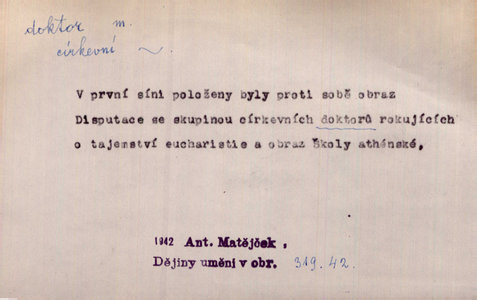 doktor m.
církevní ~
V první síni položeny byly proti sobě obraz
Disputace se skupinou církevních doktorů rokujících
o tajemství eucharistie a obraz Školy athénské.
1942 Ant. Matějček.
Dějiny umění v obr. 319. 42.